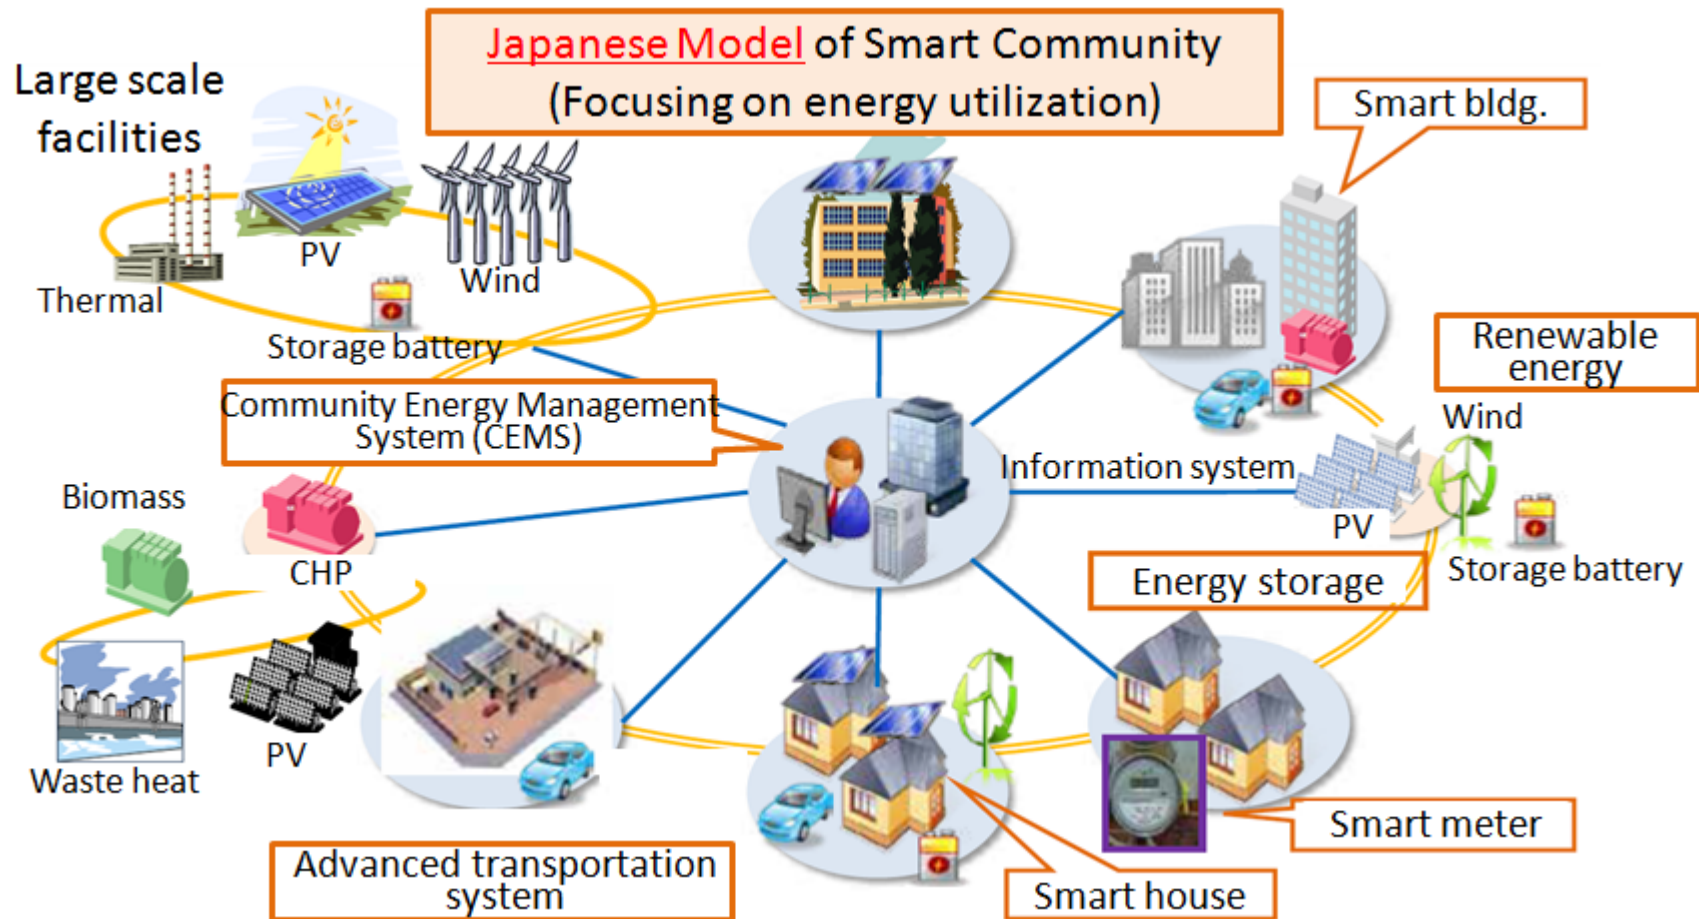 Japanese Model of Smart Community
(Focusing on energy utilization)
Large scale
facilities
Smart bldg.
PV
Wind
Thermal
Storage battery
Renewable
energy
Community Energy Management
System (CEMS)
Wind
Information system
Biomass
PV
CHP
Energy storage
Storage battery
PV
Waste heat
Smart meter
Advanced transportation
system
Smart house